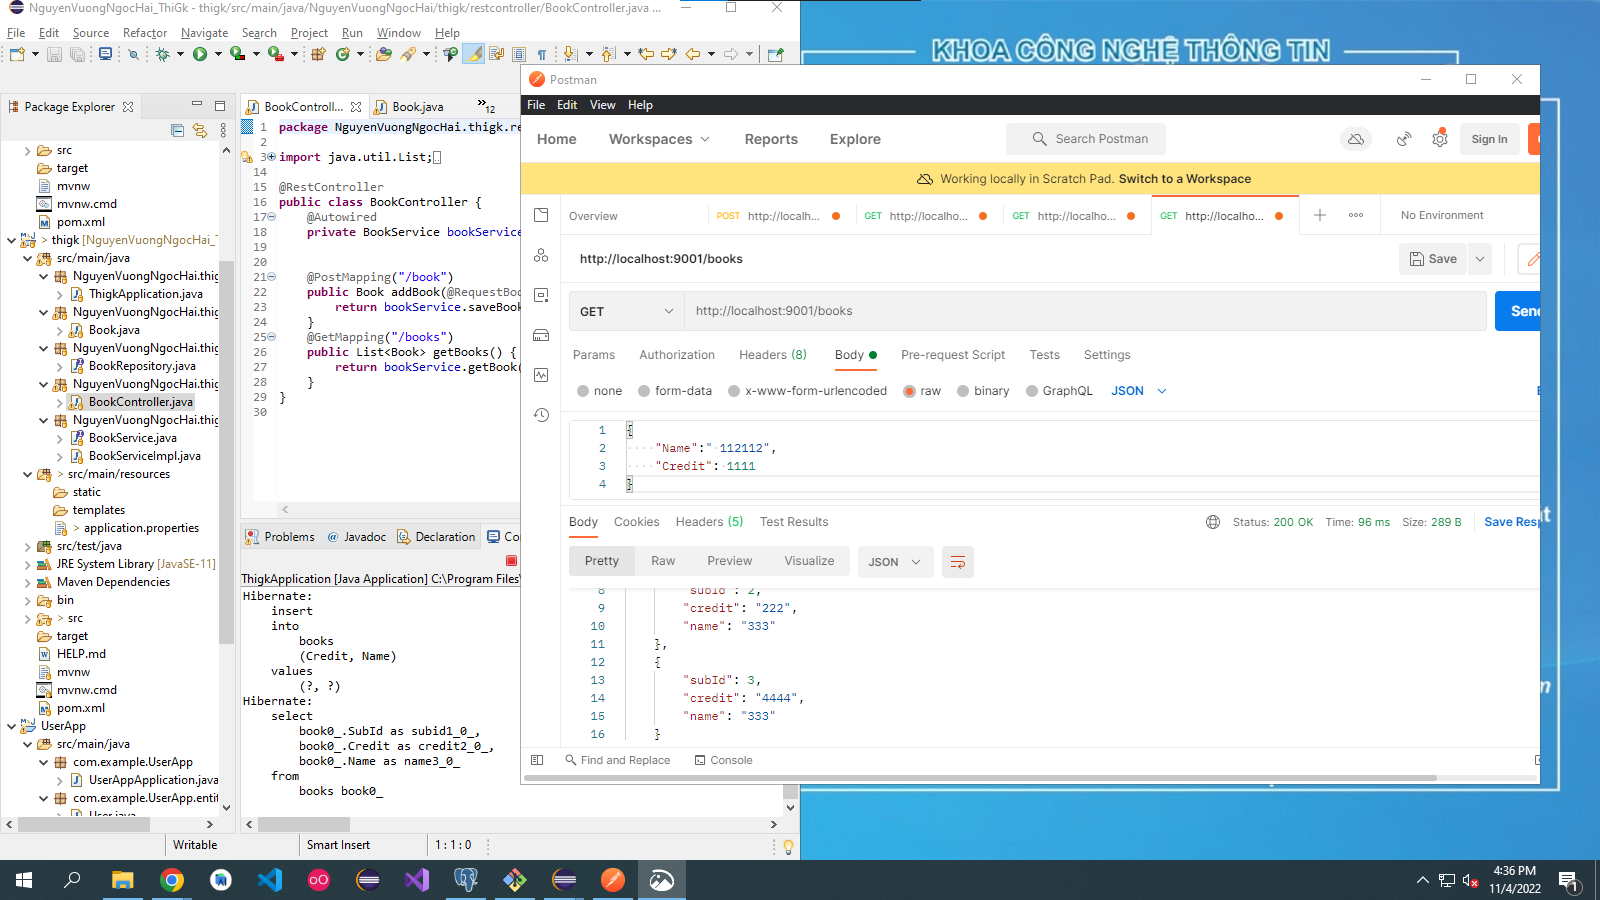 NguyenVuongNgocHai_ThiGk - thigk/src/main/java/NguyenVuongNgocHai/thigk/restcontroller/BookController.java ...
File Edit Source Refactor Navigate Search Project Run Window Help
KHOA CÔNG NGHỆ THÔNG TIN
Package Explorer
src
target
mvnw
mvnw.cmd
pom.xml
> thigk [NguyenVuongNgocHai_T
src/main/java
NguyenVuongNgocHai.thig
ThigkApplication.java
NguyenVuongNgocHai.thig
Book.java
NguyenVuongNgocHai.thig
BookRepository.java
NguyenVuongNgocHai.thig
BookController.java
NguyenVuongNgocHai.thig
BookService.java
BookServiceImpl.java
> src/main/resources
static
templates
> application.properties
src/test/java
JRE System Library [JavaSE-11]
Maven Dependencies
bin
> src
target
HELP.md
mvnw
mvnw.cmd
pom.xml
UserApp
src/main/java
com.example.UserApp
UserAppApplication.java
com.example.UserApp.entit
User.java
BookControll... Book.java »12
1 package NguyenVuongNgocHai.thigk.re
2
3 import java.util.List;
14
15 @RestController
16 public class BookController {
17 @Autowired
18 private BookService bookService
19
20
21 @PostMapping("/book")
22 public Book addBook(@RequestBoo
23 return bookService.saveBook
24 }
25 @GetMapping("/books")
26 public List<Book> getBooks() {
27 return bookService.getBook(
28 }
29 }
30
Problems @ Javadoc Declaration Co
ThigkApplication [Java Application] C:\Program Files\
Hibernate:
insert
into
books
(Credit, Name)
values
(?, ?)
Hibernate:
select
book0_.SubId as subid1_0_,
book0_.Credit as credit2_0_,
book0_.Name as name3_0_
from
books book0_
Writable Smart Insert 1 : 1 : 0
Postman
File Edit View Help
Home Workspaces Reports Explore Search Postman Sign In
Working locally in Scratch Pad. Switch to a Workspace
Overview POST http://localh... GET http://localho... GET http://localho... GET http://localho... No Environment
http://localhost:9001/books Save
GET http://localhost:9001/books Send
Params Authorization Headers (8) Body Pre-request Script Tests Settings
none form-data x-www-form-urlencoded raw binary GraphQL JSON
1 {
2 "Name":" 112112",
3 "Credit": 1111
4 }
Body Cookies Headers (5) Test Results Status: 200 OK Time: 96 ms Size: 289 B Save Resp
Pretty Raw Preview Visualize JSON
8 "subId": 2,
9 "credit": "222",
10 "name": "333"
11 },
12 {
13 "subId": 3,
14 "credit": "4444",
15 "name": "333"
16 }
Find and Replace Console
4:36 PM
11/4/2022
1